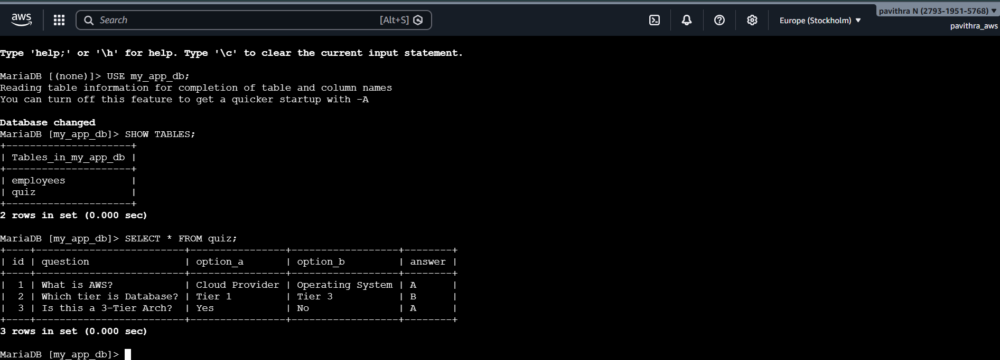 aws
Search [Alt+S]
Europe (Stockholm) ▼
pavithra N (2793-1951-5768) ▼
pavithra_aws
Type 'help;' or '\h' for help. Type '\c' to clear the current input statement.
MariaDB [(none)]> USE my_app_db;
Reading table information for completion of table and column names
You can turn off this feature to get a quicker startup with -A
Database changed
MariaDB [my_app_db]> SHOW TABLES;
+---------------------+
| Tables_in_my_app_db |
+---------------------+
| employees           |
| quiz                |
+---------------------+
2 rows in set (0.000 sec)
MariaDB [my_app_db]> SELECT * FROM quiz;
+----+-------------------------+----------------+------------------+--------+
| id | question                | option_a       | option_b         | answer |
+----+-------------------------+----------------+------------------+--------+
|  1 | What is AWS?            | Cloud Provider | Operating System | A      |
|  2 | Which tier is Database? | Tier 1         | Tier 3           | B      |
|  3 | Is this a 3-Tier Arch?  | Yes            | No               | A      |
+----+-------------------------+----------------+------------------+--------+
3 rows in set (0.000 sec)
MariaDB [my_app_db]>